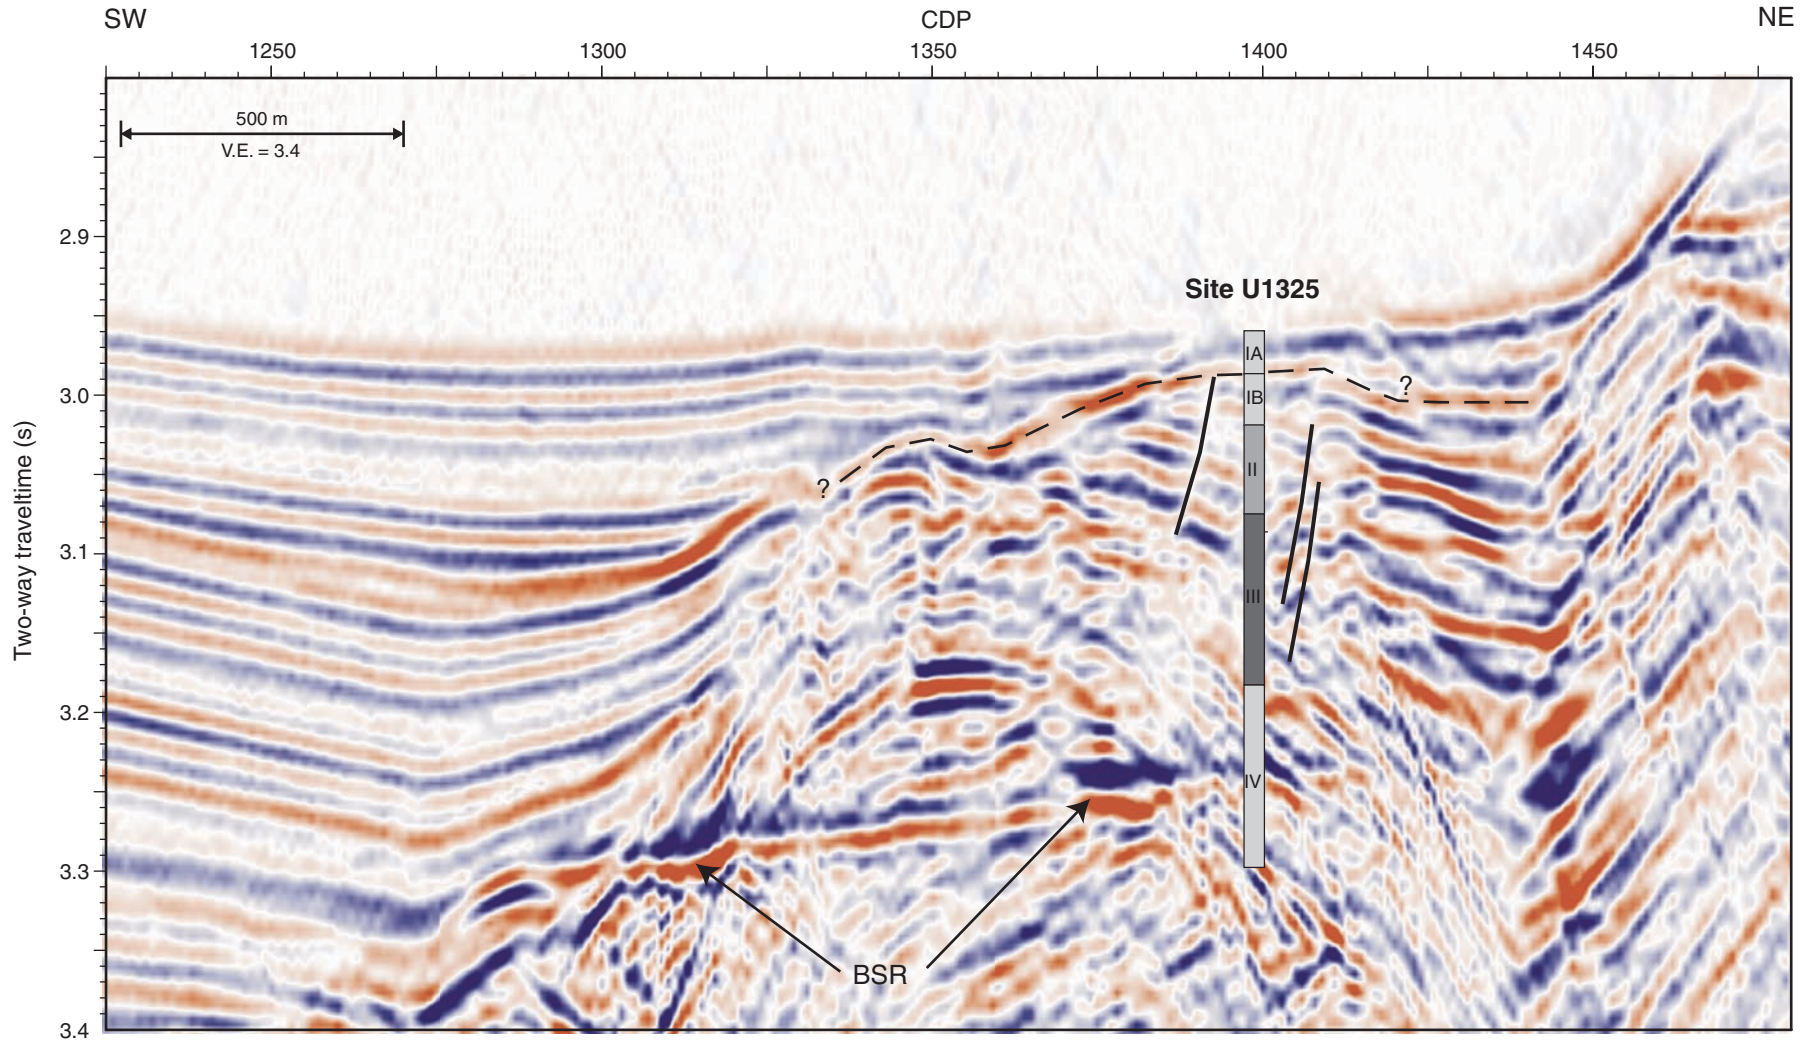 SW CDP NE
1250 1300 1350 1400 1450
500 m
V.E. = 3.4
2.9
Site U1325
IA
3.0
?
IB
Two-way traveltime (s)
II
?
3.1
III
3.2
IV
3.3
BSR
3.4